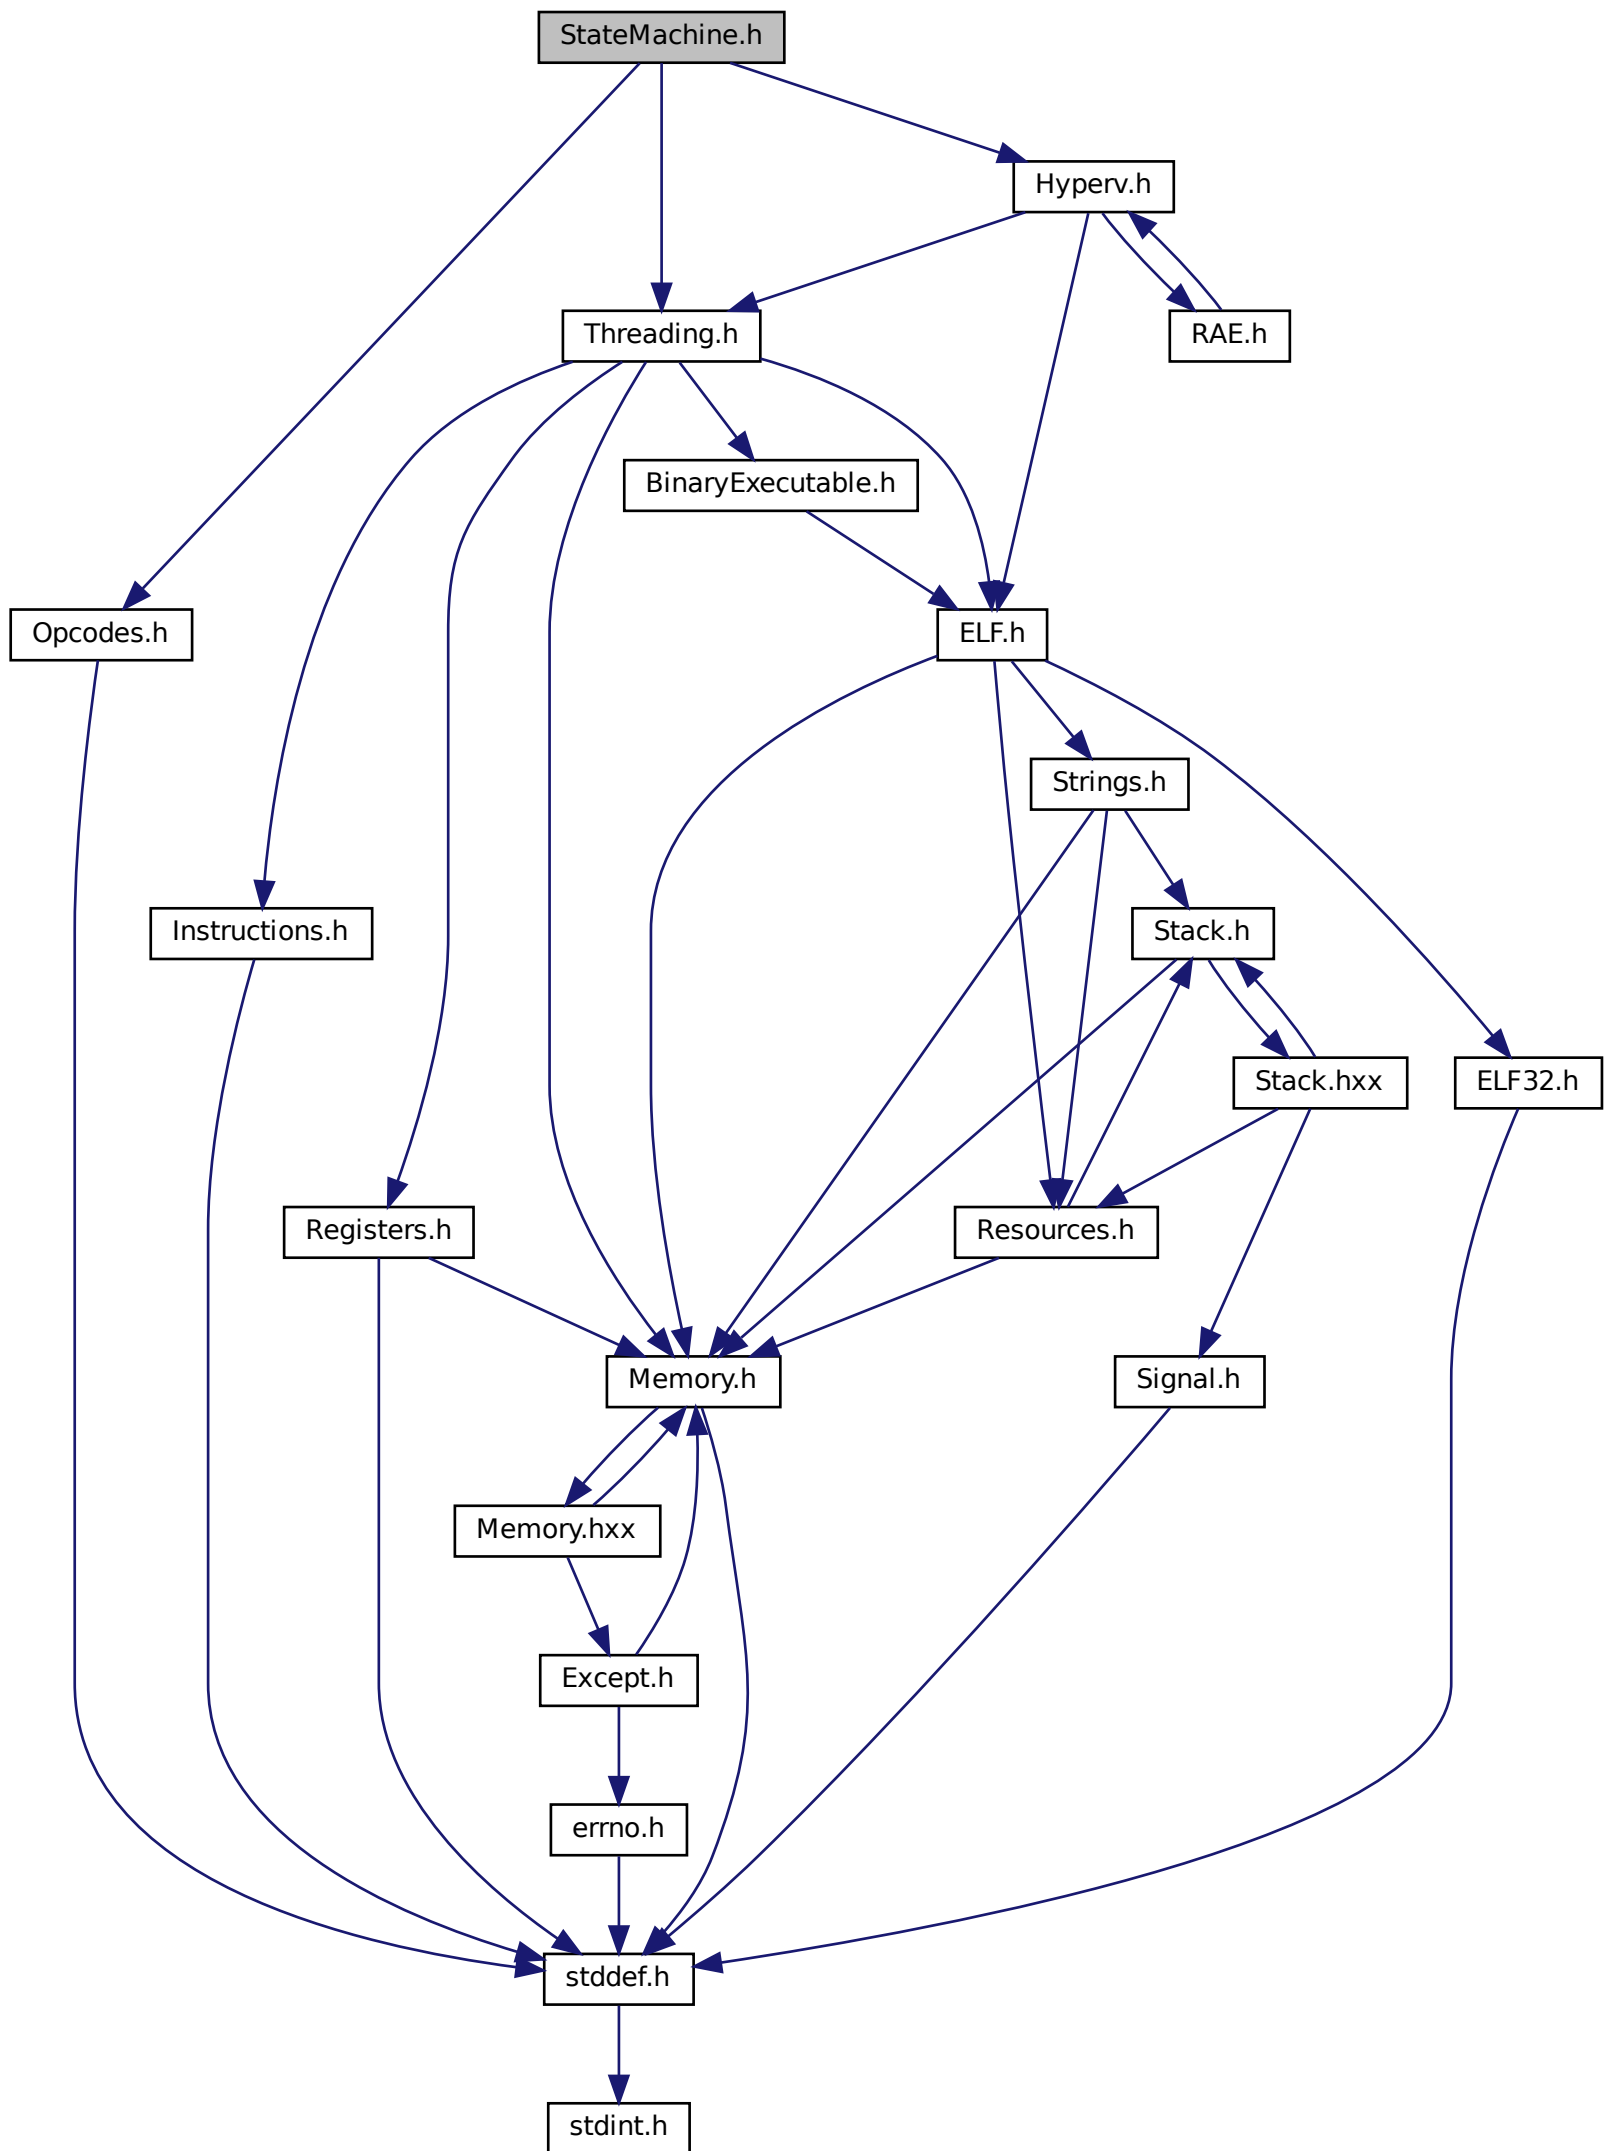 StateMachine.h
Hyperv.h
Threading.h
RAE.h
BinaryExecutable.h
Opcodes.h
ELF.h
Strings.h
Instructions.h
Stack.h
Stack.hxx
ELF32.h
Registers.h
Resources.h
Memory.h
Signal.h
Memory.hxx
Except.h
errno.h
stddef.h
stdint.h